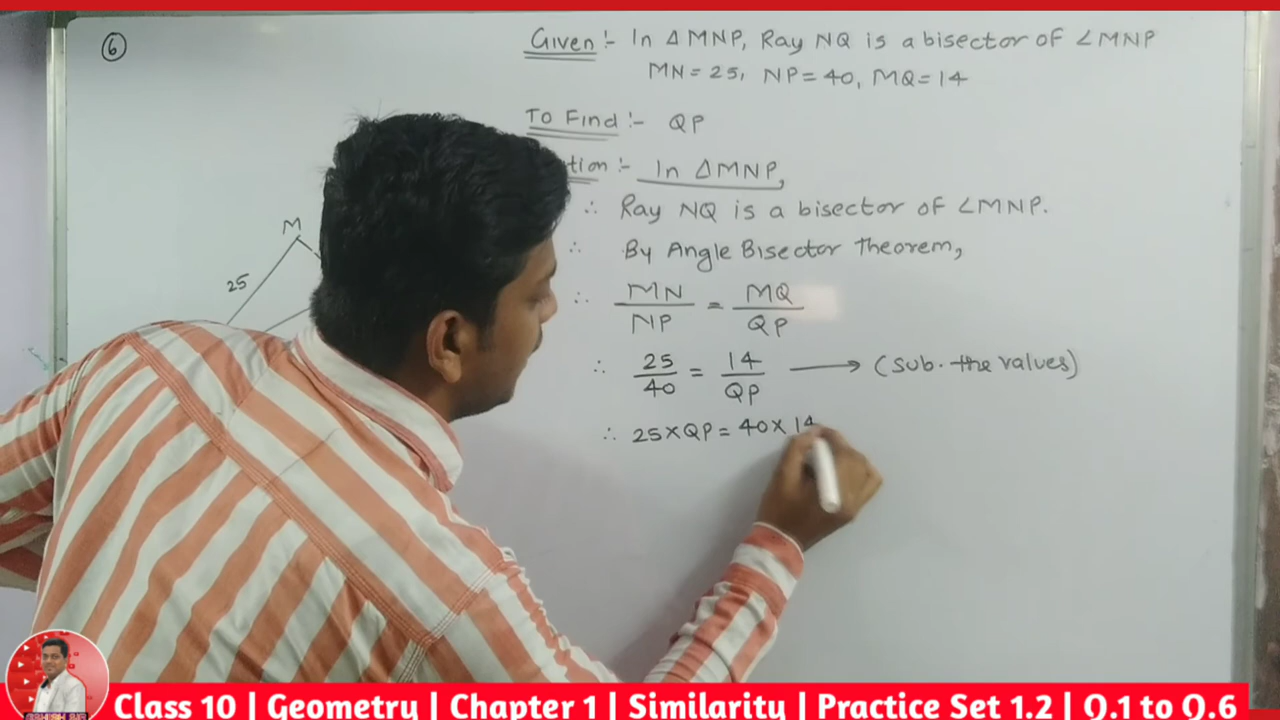 6
Given :- In △MNP, Ray NQ is a bisector of ∠MNP
MN = 25, NP = 40, MQ = 14
To Find :- QP
In △MNP,
∴ Ray NQ is a bisector of ∠MNP.
∴ By Angle Bisector Theorem,
∴ MN/NP = MQ/QP
∴ 25/40 = 14/QP → (Sub. the values)
∴ 25×QP = 40×14
M
25
Class 10 | Geometry | Chapter 1 | Similarity | Practice Set 1.2 | Q.1 to Q.6